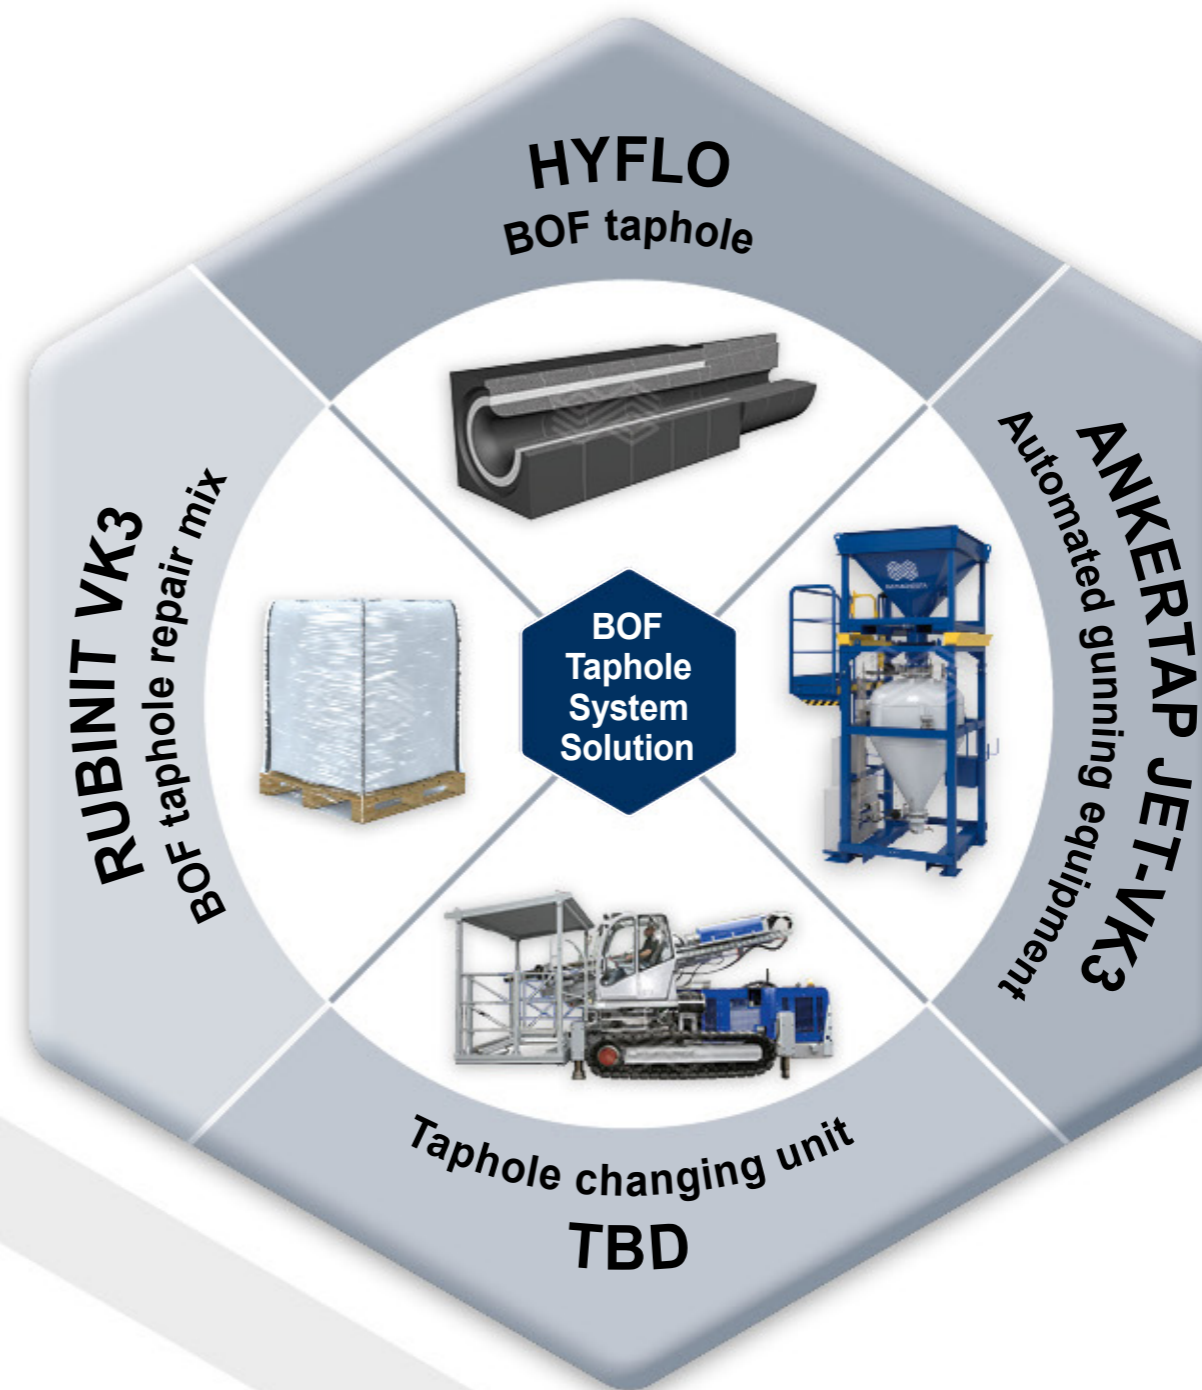 HYFLO
BOF taphole
ANKERTAP JET-VK3
Automated gunning equipment
RUBINIT VK3
BOF taphole repair mix
BOF
Taphole
System
Solution
Taphole changing unit
TBD